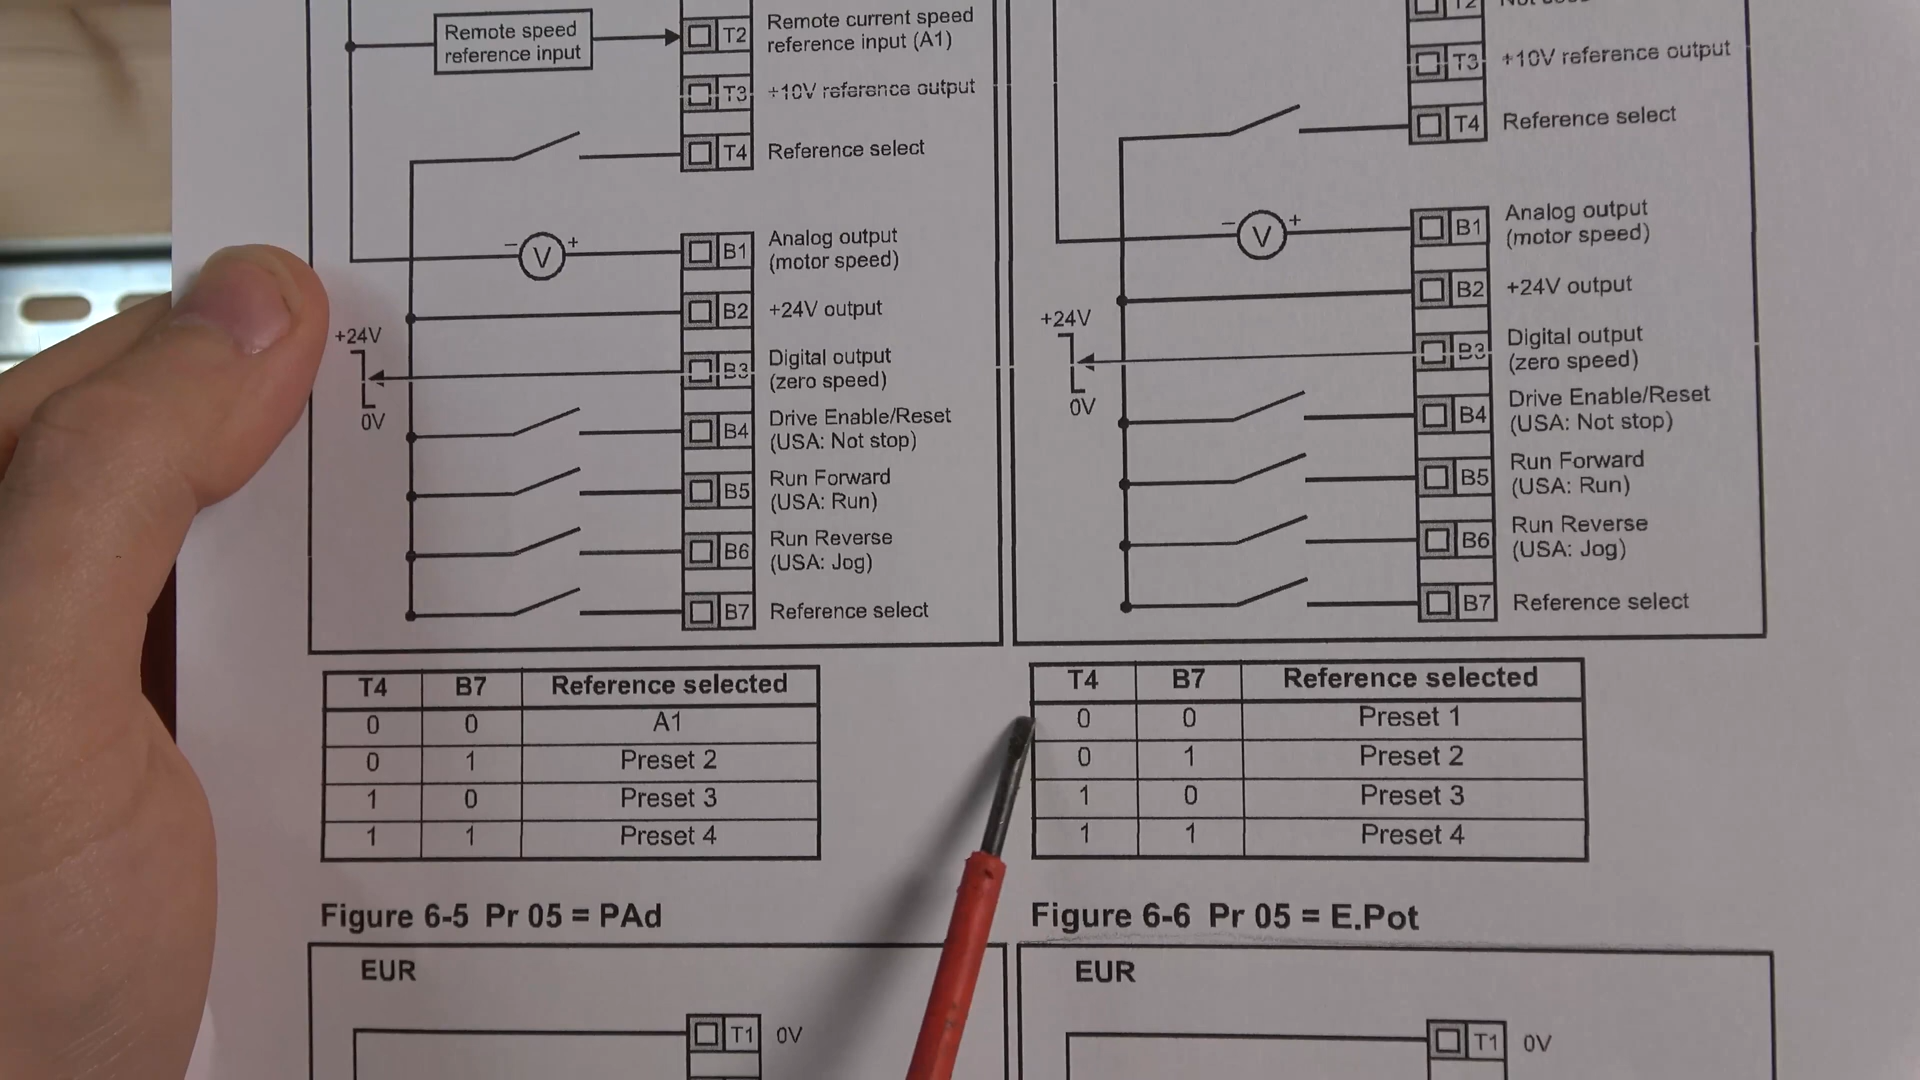 Remote speed
reference input
T2
Remote current speed
reference input (A1)
T3
+10V reference output
T4
Reference select
–
V
+
B1
Analog output
(motor speed)
B2
+24V output
+24V
0V
B3
Digital output
(zero speed)
B4
Drive Enable/Reset
(USA: Not stop)
B5
Run Forward
(USA: Run)
B6
Run Reverse
(USA: Jog)
B7
Reference select
T4 B7 Reference selected
0 0 A1
0 1 Preset 2
1 0 Preset 3
1 1 Preset 4
Figure 6-5 Pr 05 = PAd
EUR
T1 0V
T2
T3
+10V reference output
T4
Reference select
–
V
+
B1
Analog output
(motor speed)
B2
+24V output
+24V
0V
B3
Digital output
(zero speed)
B4
Drive Enable/Reset
(USA: Not stop)
B5
Run Forward
(USA: Run)
B6
Run Reverse
(USA: Jog)
B7
Reference select
T4 B7 Reference selected
0 0 Preset 1
0 1 Preset 2
1 0 Preset 3
1 1 Preset 4
Figure 6-6 Pr 05 = E.Pot
EUR
T1 0V